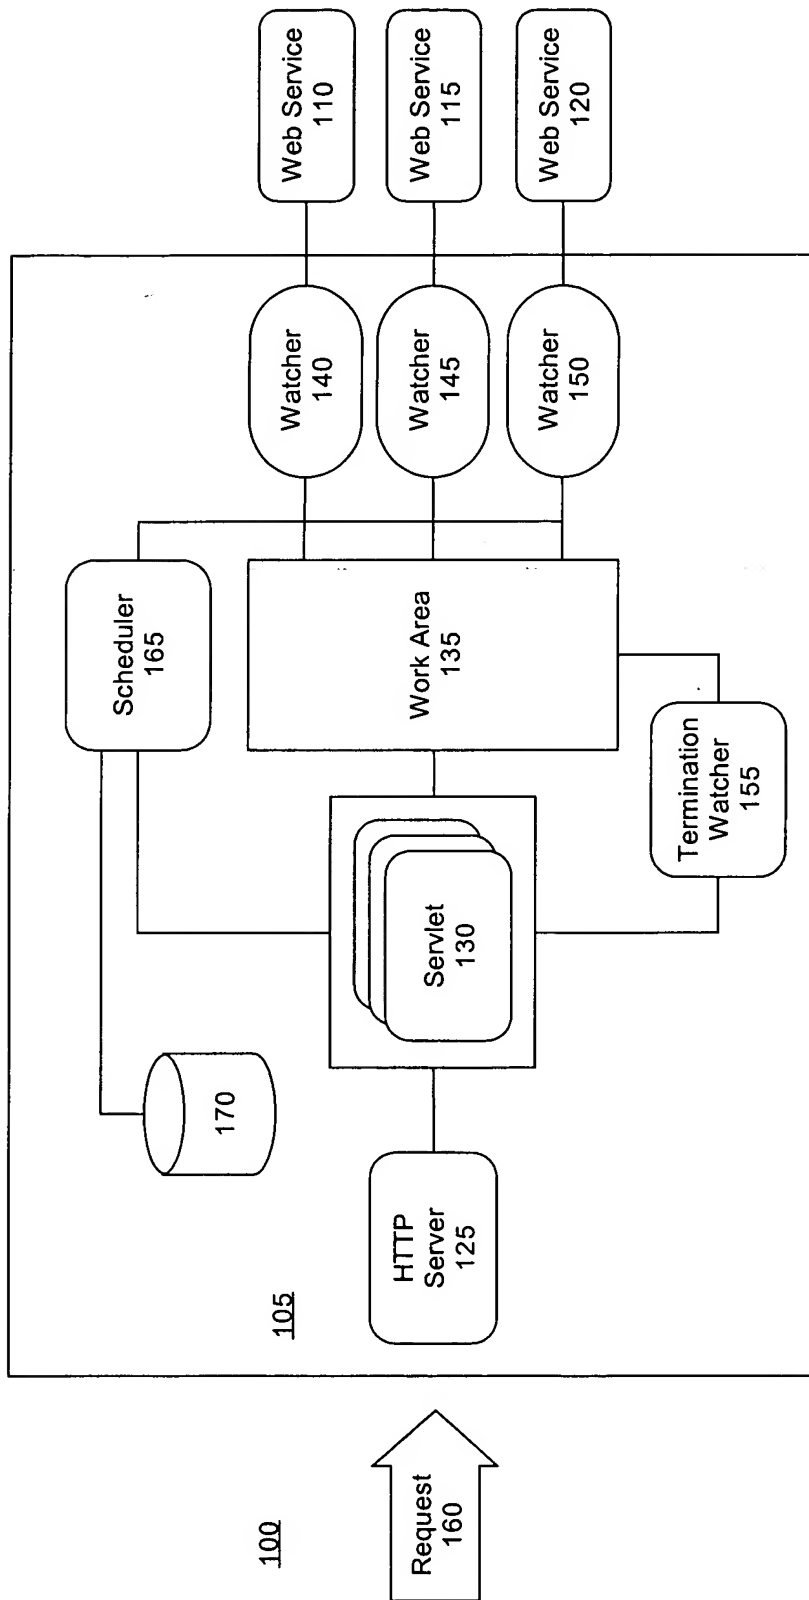 100
Request
160
105
HTTP
Server
125
170
Servlet
130
Scheduler
165
Work Area
135
Termination
Watcher
155
Watcher
140
Watcher
145
Watcher
150
Web Service
110
Web Service
115
Web Service
120